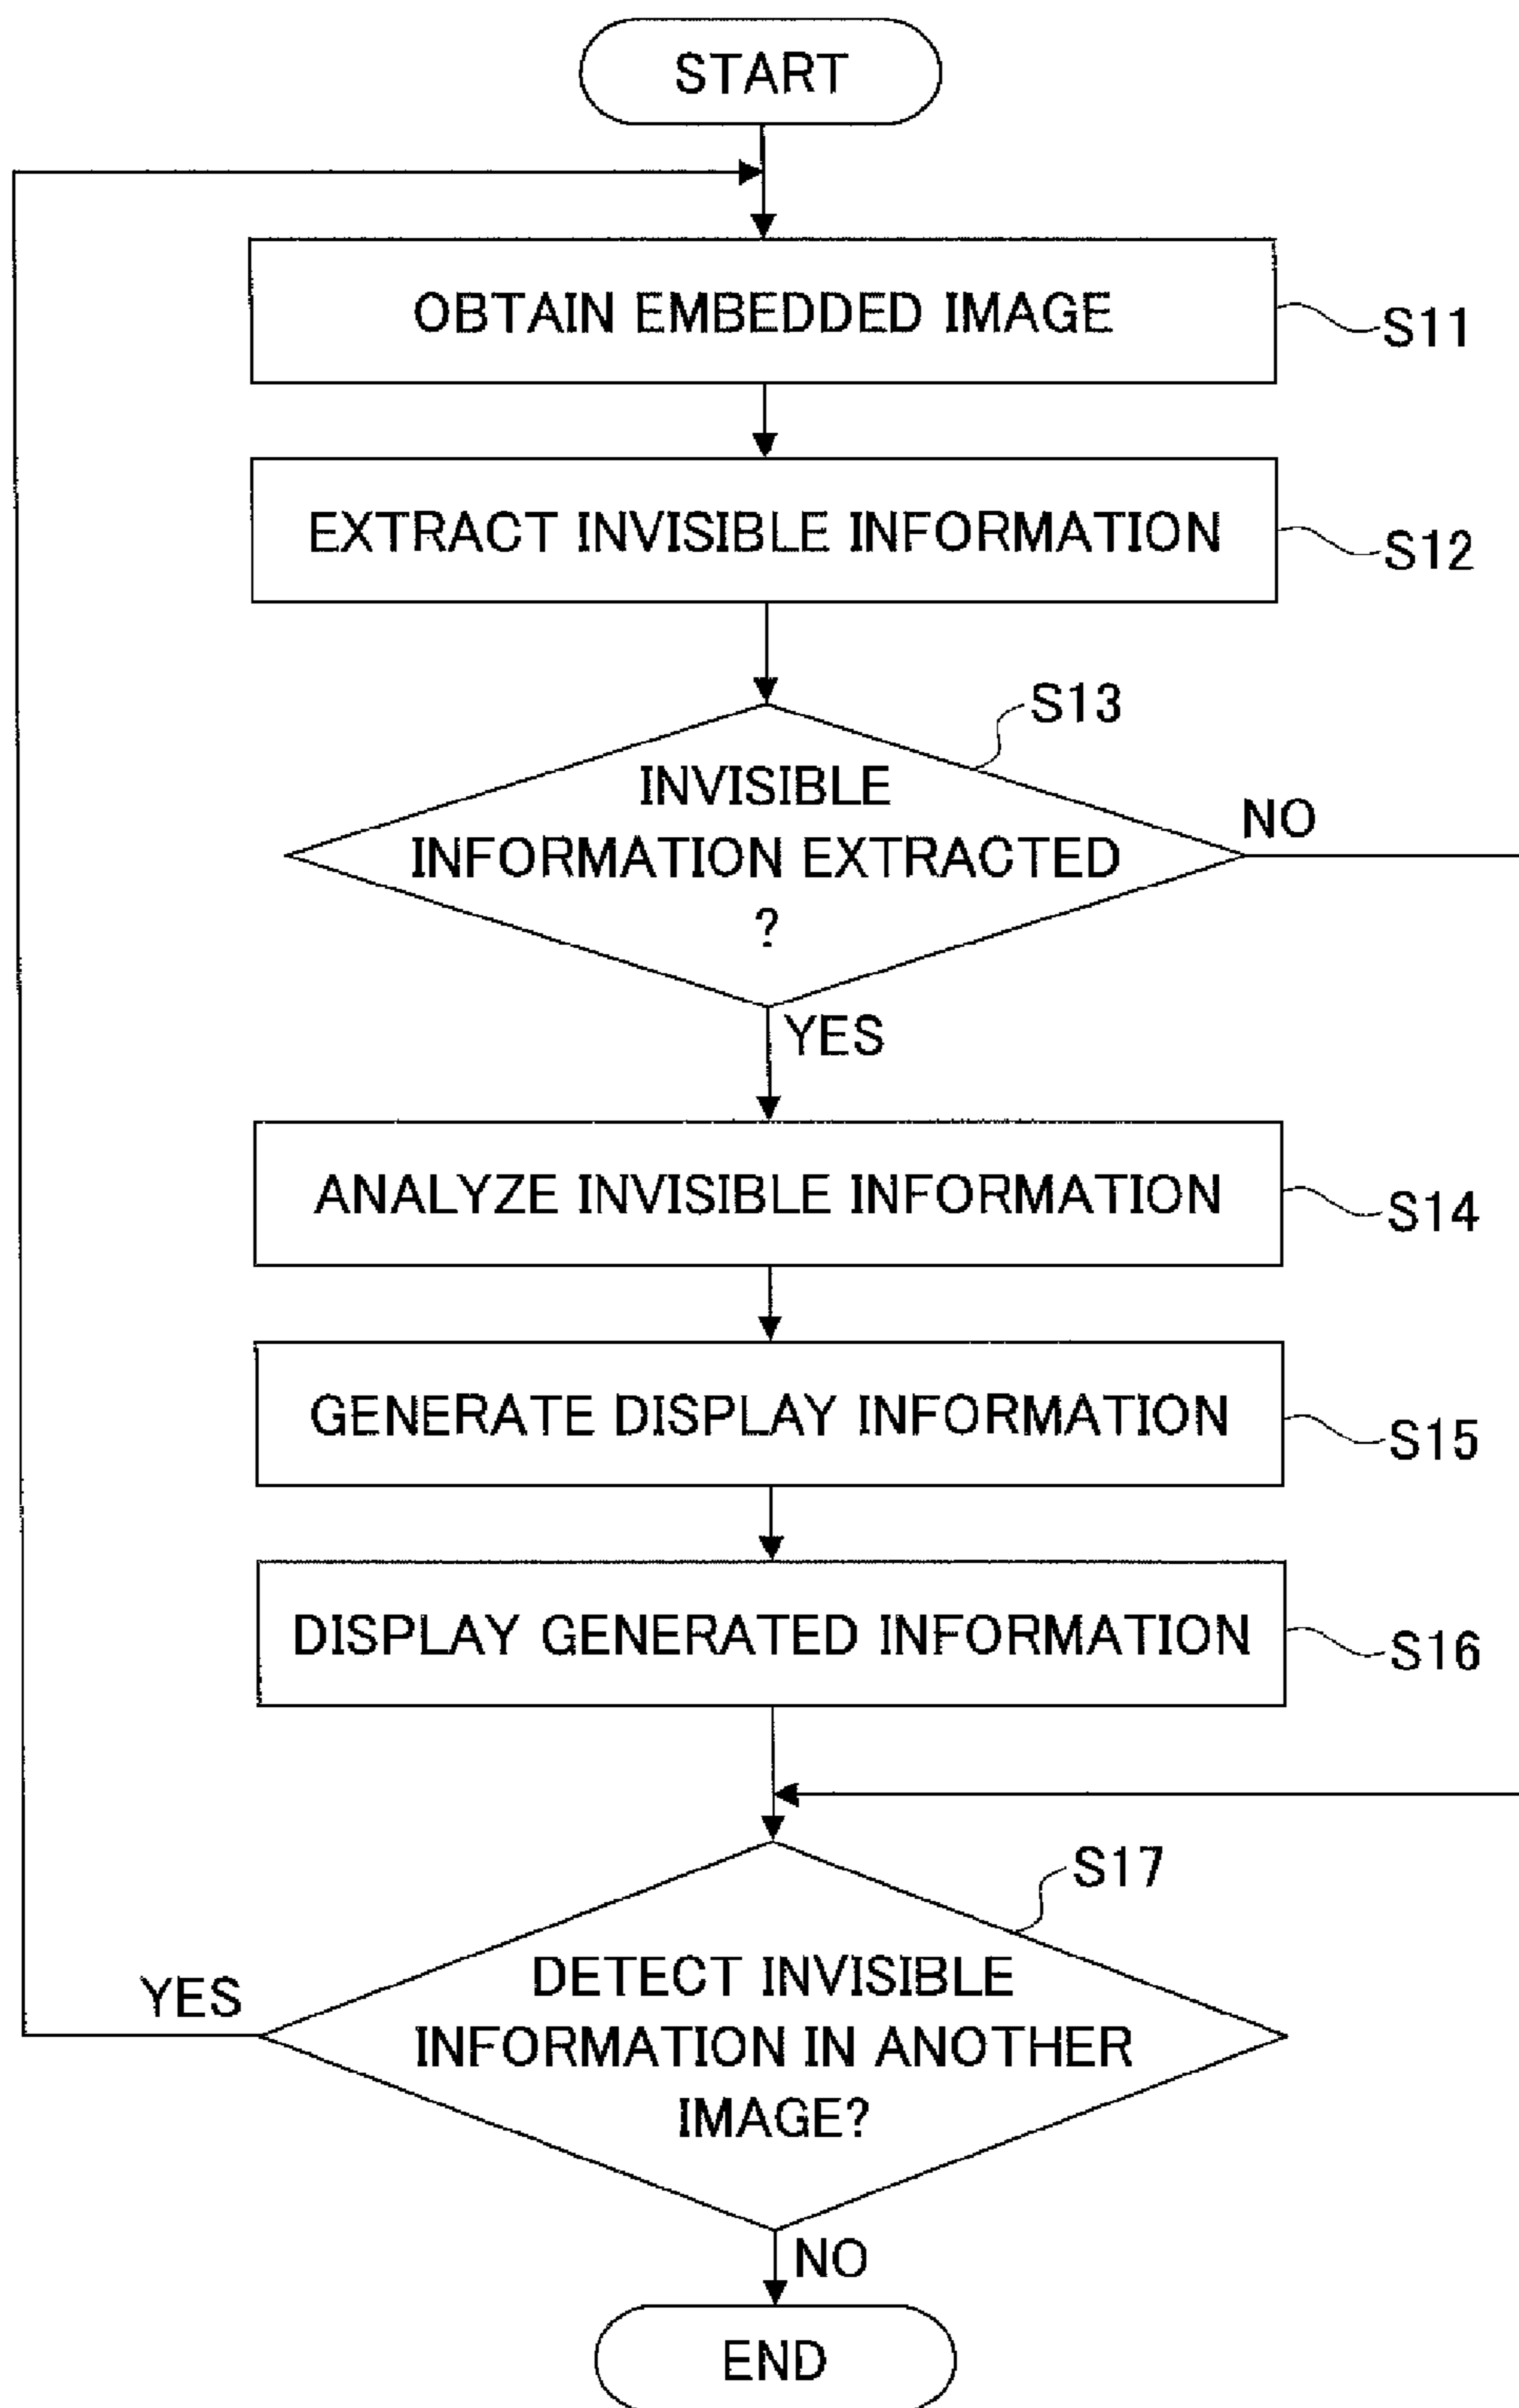 START
OBTAIN EMBEDDED IMAGE
S11
EXTRACT INVISIBLE INFORMATION
S12
S13
INVISIBLE
INFORMATION EXTRACTED
?
NO
YES
ANALYZE INVISIBLE INFORMATION
S14
GENERATE DISPLAY INFORMATION
S15
DISPLAY GENERATED INFORMATION
S16
S17
DETECT INVISIBLE
INFORMATION IN ANOTHER
IMAGE?
YES
NO
END